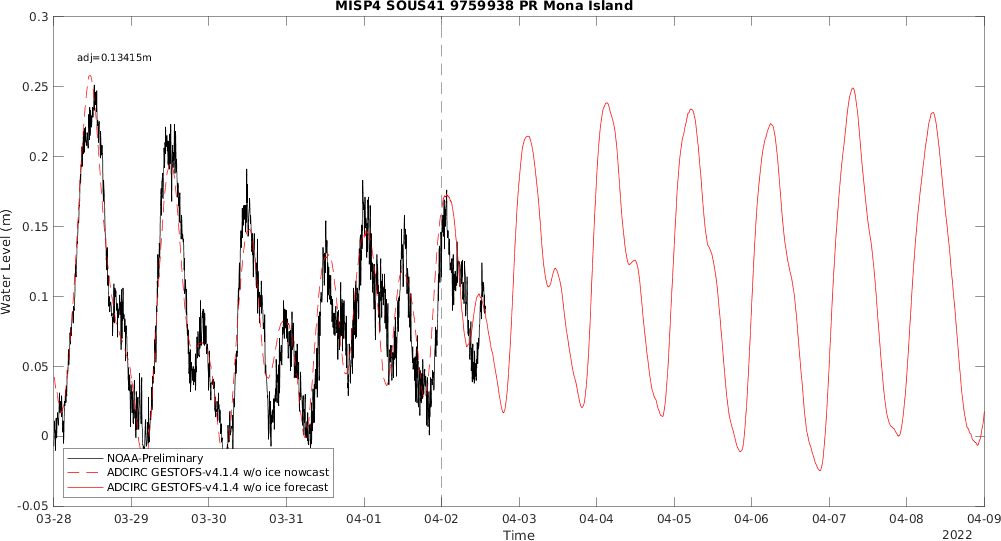 MISP4 SOUS41 9759938 PR Mona Island
0.3
adj=0.13415m
0.25
0.2
0.15
0.1
0.05
0
-0.05
Water Level (m)
NOAA-Preliminary
ADCIRC GESTOFS-v4.1.4 w/o ice nowcast
ADCIRC GESTOFS-v4.1.4 w/o ice forecast
03-28 03-29 03-30 03-31 04-01 04-02 04-03 04-04 04-05 04-06 04-07 04-08 04-09
Time
2022